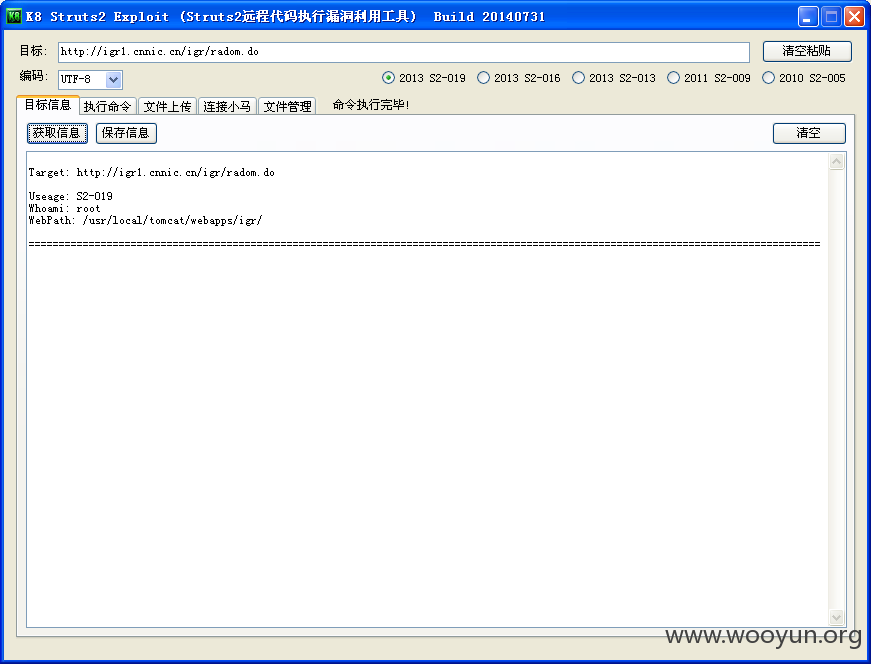 K8 Struts2 Exploit (Struts2远程代码执行漏洞利用工具) Build 20140731
目标: http://igr1.cnnic.cn/igr/radom.do 清空粘贴
编码: UTF-8 2013 S2-019 2013 S2-016 2013 S2-013 2011 S2-009 2010 S2-005
目标信息 执行命令 文件上传 连接小马 文件管理 命令执行完毕!
获取信息 保存信息 清空
Target: http://igr1.cnnic.cn/igr/radom.do
Useage: S2-019
Whoami: root
WebPath: /usr/local/tomcat/webapps/igr/
====================================================================================================================================
www.wooyun.org